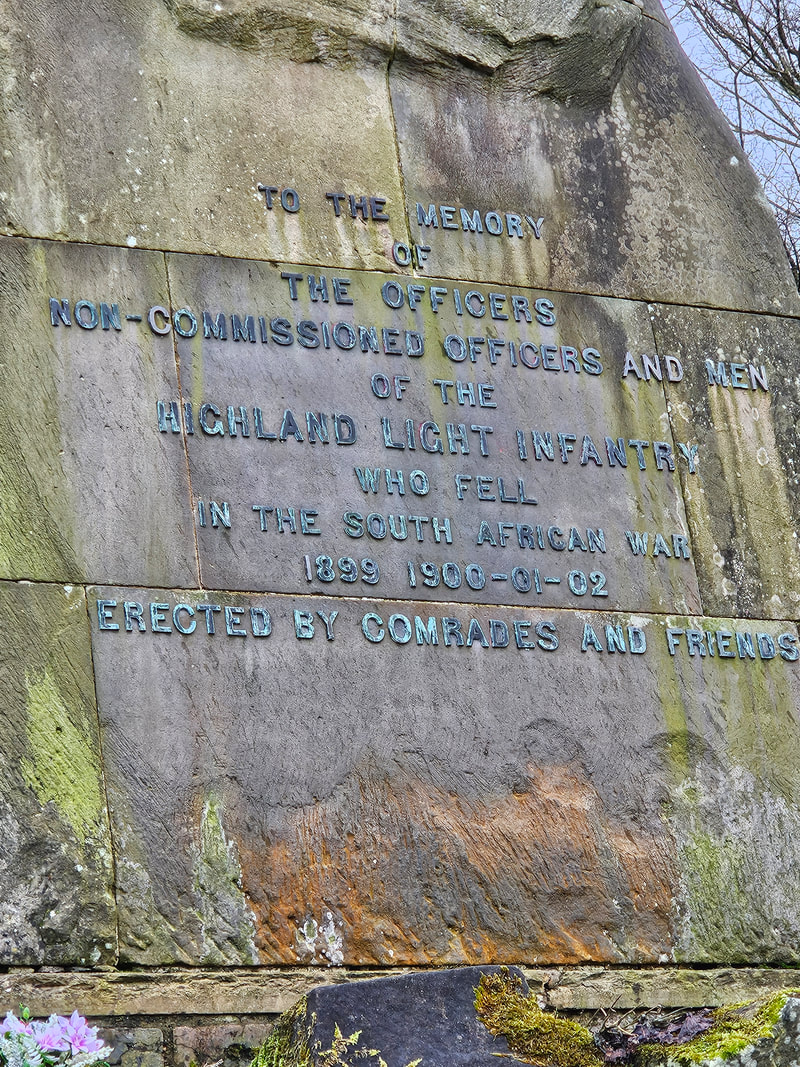 TO THE MEMORY
OF
THE OFFICERS
NON-COMMISSIONED OFFICERS AND MEN
OF THE
HIGHLAND LIGHT INFANTRY
WHO FELL
IN THE SOUTH AFRICAN WAR
1899 1900-01-02
ERECTED BY COMRADES AND FRIENDS